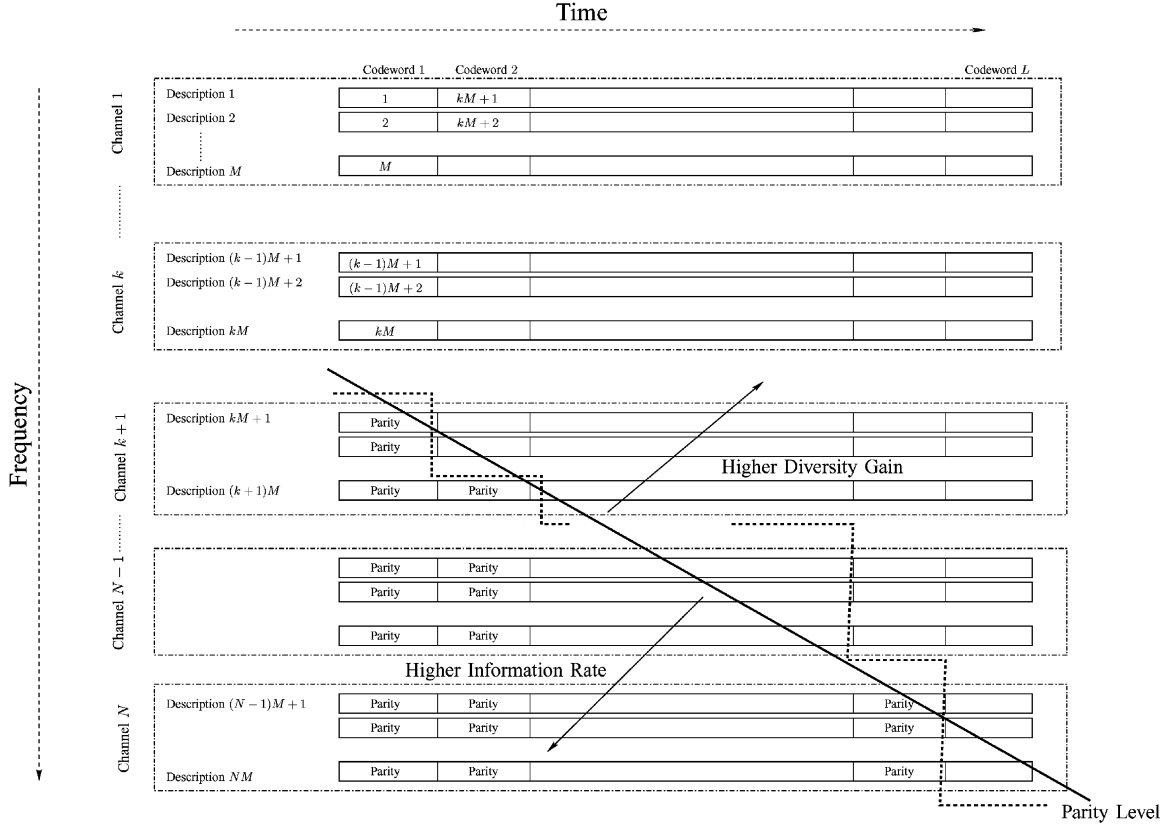 Time
Codeword 1 Codeword 2 Codeword L
Channel 1
Description 1 1 kM + 1
Description 2 2 kM + 2
Description M M
Channel k
Description (k − 1)M + 1 (k − 1)M + 1
Description (k − 1)M + 2 (k − 1)M + 2
Description kM kM
Frequency
Channel k + 1
Description kM + 1 Parity
Parity
Higher Diversity Gain
Description (k + 1)M Parity Parity
Channel N − 1
Parity Parity
Parity Parity
Parity Parity
Higher Information Rate
Channel N
Description (N − 1)M + 1 Parity Parity Parity
Parity Parity Parity
Description NM Parity Parity Parity
Parity Level